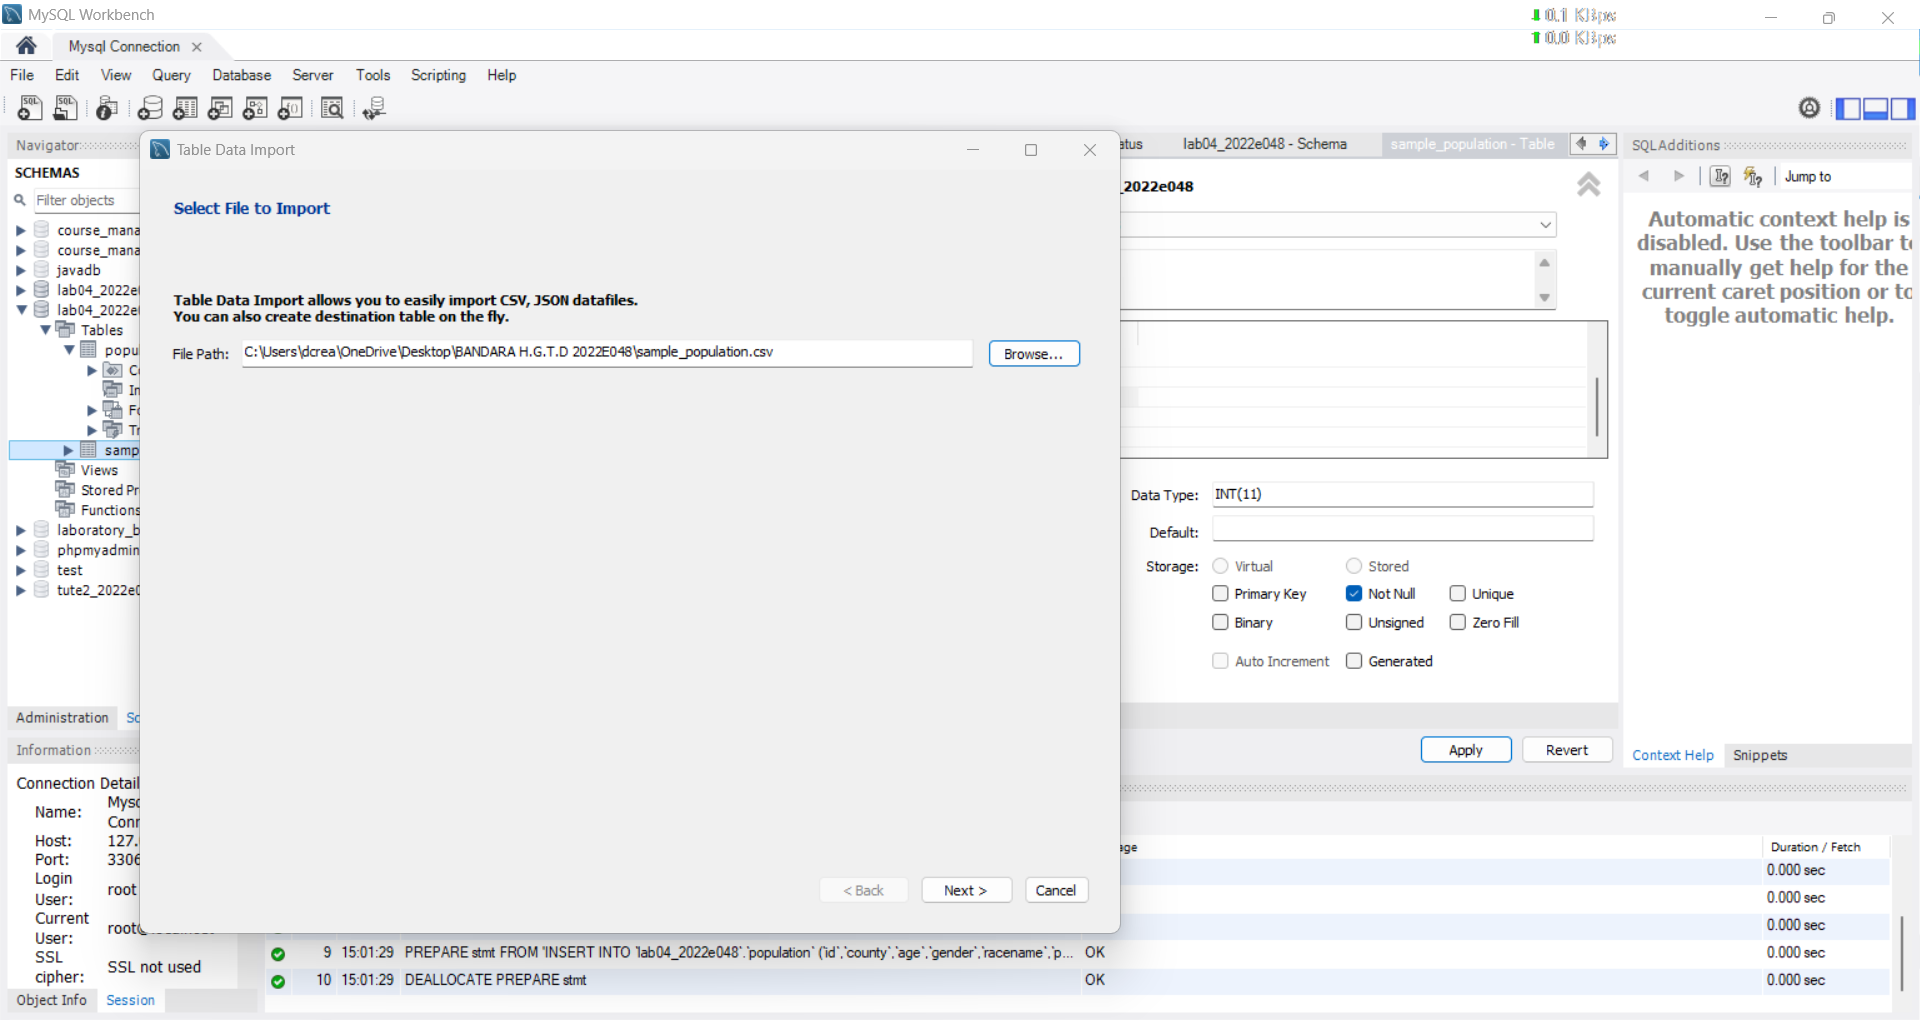 MySQL Workbench
0.1 KBps
0.0 KBps
Mysql Connection
File Edit View Query Database Server Tools Scripting Help
Navigator
SCHEMAS
Filter objects
course_mana
course_mana
javadb
lab04_2022e
lab04_2022e
Tables
popu
C
In
Fo
Tr
samp
Views
Stored Pr
Functions
laboratory_b
phpmyadmin
test
tute2_2022e
Administration Sc
Information
Connection Detail
Name: Mysq
Conn
Host: 127.
Port: 3306
Login
User: root
Current
User:
SSL
cipher: SSL not used
Object Info Session
Table Data Import
Select File to Import
Table Data Import allows you to easily import CSV, JSON datafiles.
You can also create destination table on the fly.
File Path: C:\Users\dcrea\OneDrive\Desktop\BANDARA H.G.T.D 2022E048\sample_population.csv Browse...
< Back Next > Cancel
atus lab04_2022e048 - Schema sample_population - Table
_2022e048
Data Type: INT(11)
Default:
Storage: Virtual Stored
Primary Key Not Null Unique
Binary Unsigned Zero Fill
Auto Increment Generated
Apply Revert
SQLAdditions
Jump to
Automatic context help is
disabled. Use the toolbar to
manually get help for the
current caret position or to
toggle automatic help.
Context Help Snippets
age Duration / Fetch
0.000 sec
0.000 sec
0.000 sec
9 15:01:29 PREPARE stmt FROM 'INSERT INTO `lab04_2022e048`.`population` (`id`,`county`,`age`,`gender`,`racename`,`p... OK 0.000 sec
10 15:01:29 DEALLOCATE PREPARE stmt OK 0.000 sec